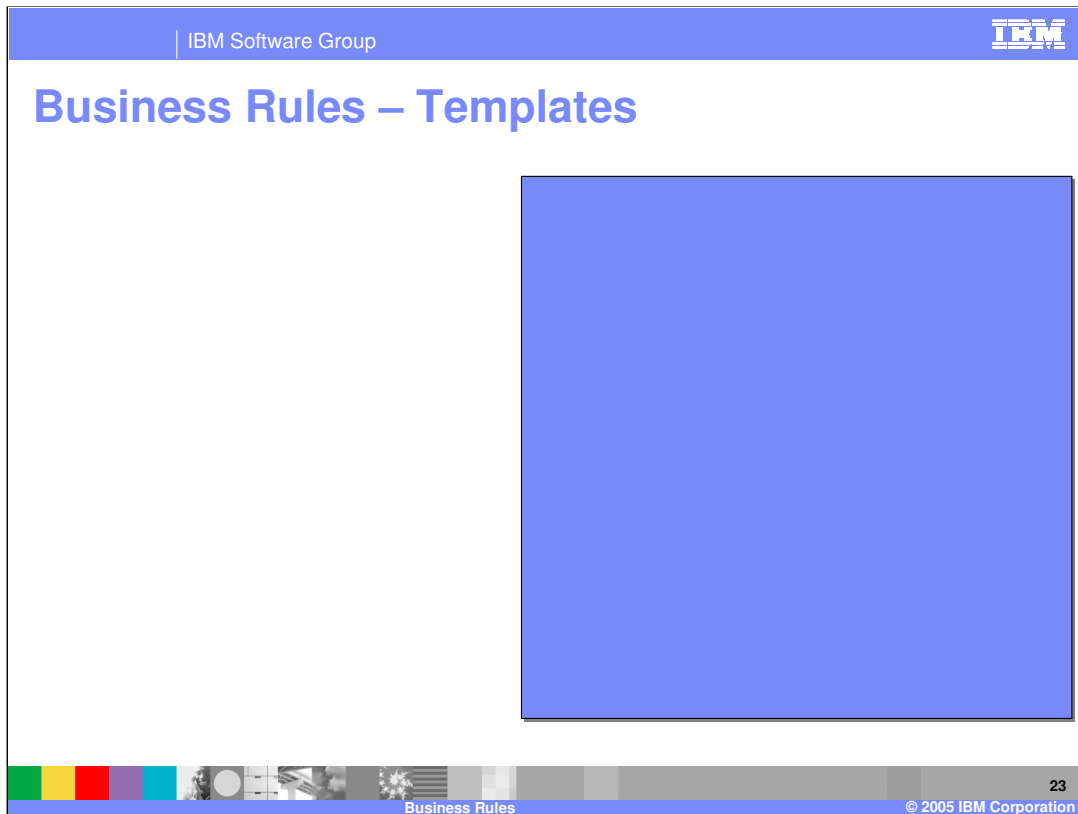 IBM Software Group
IBM
Business Rules – Templates
23
Business Rules
© 2005 IBM Corporation